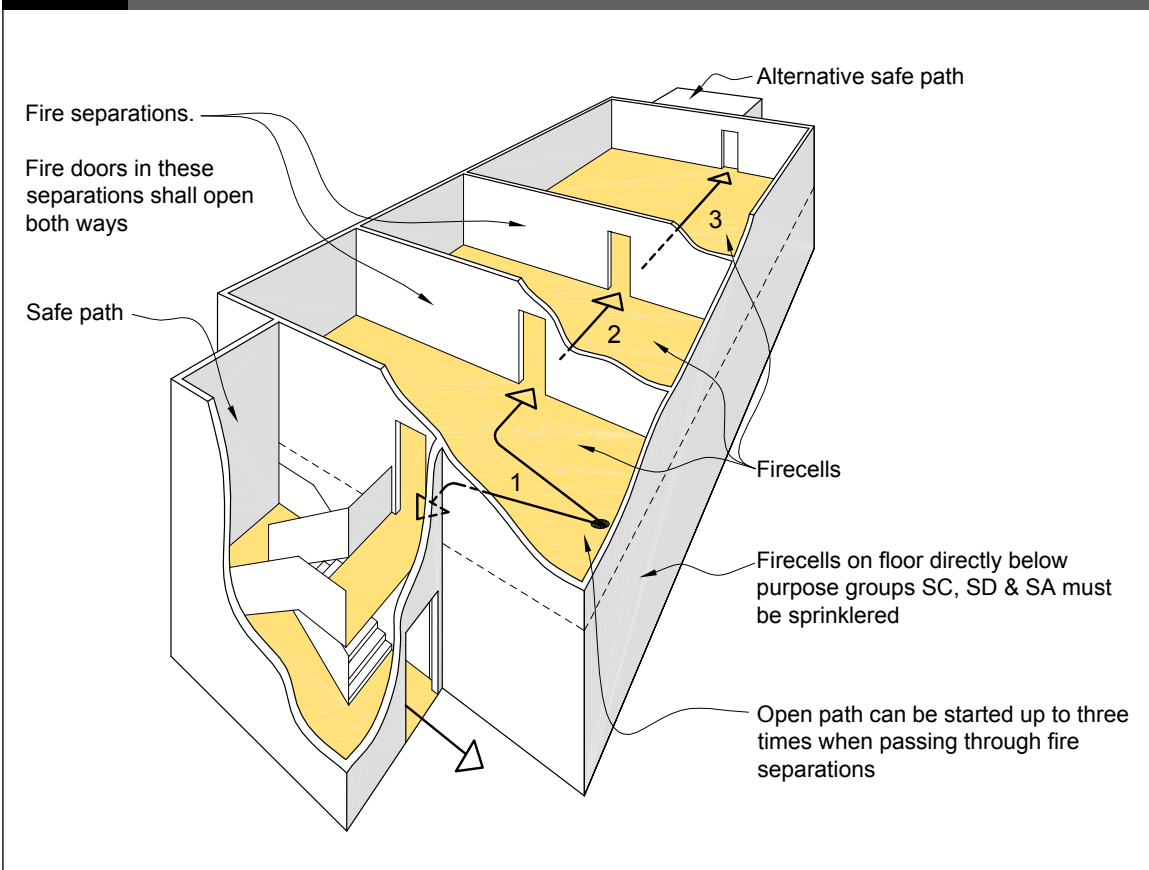 Alternative safe path
Fire separations.
Fire doors in these
separations shall open
both ways
3
Safe path
2
1
Firecells
Firecells on floor directly below
purpose groups SC, SD & SA must
be sprinklered
Open path can be started up to three
times when passing through fire
separations